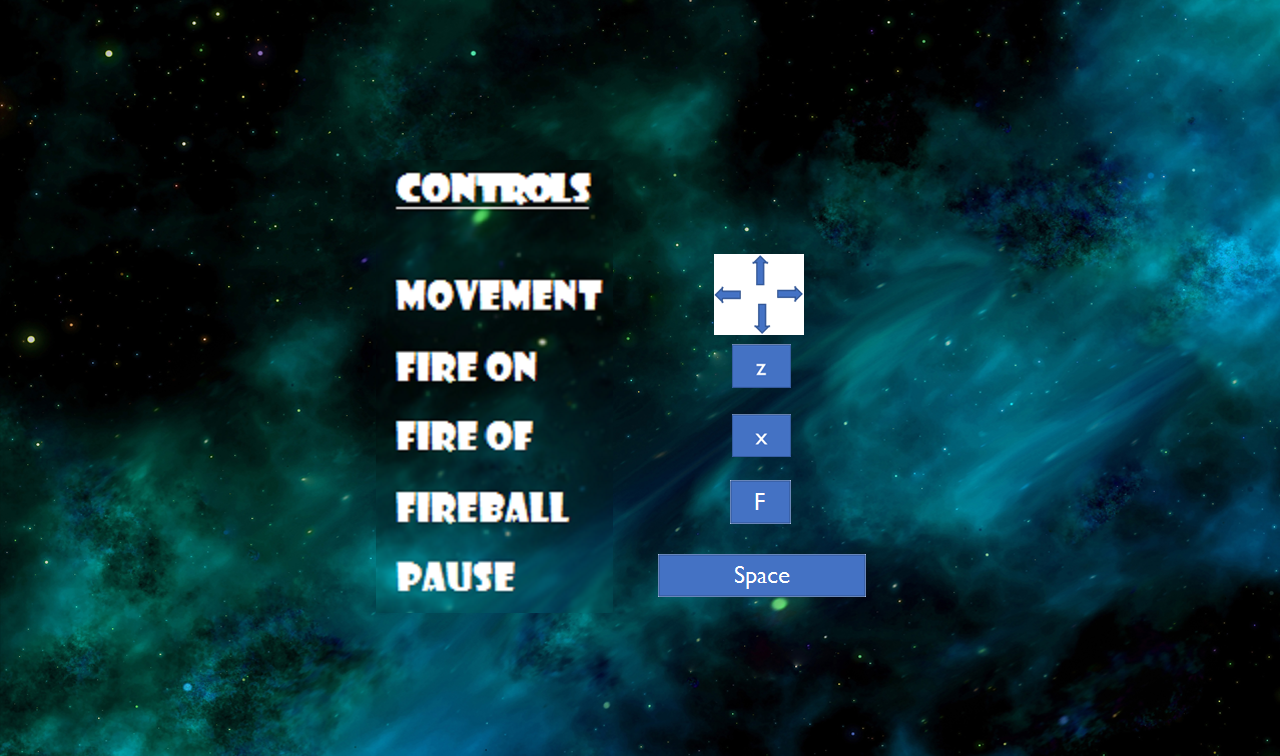 CONTROLS
MOVEMENT
FIRE ON z
FIRE OF x
FIREBALL F
PAUSE Space